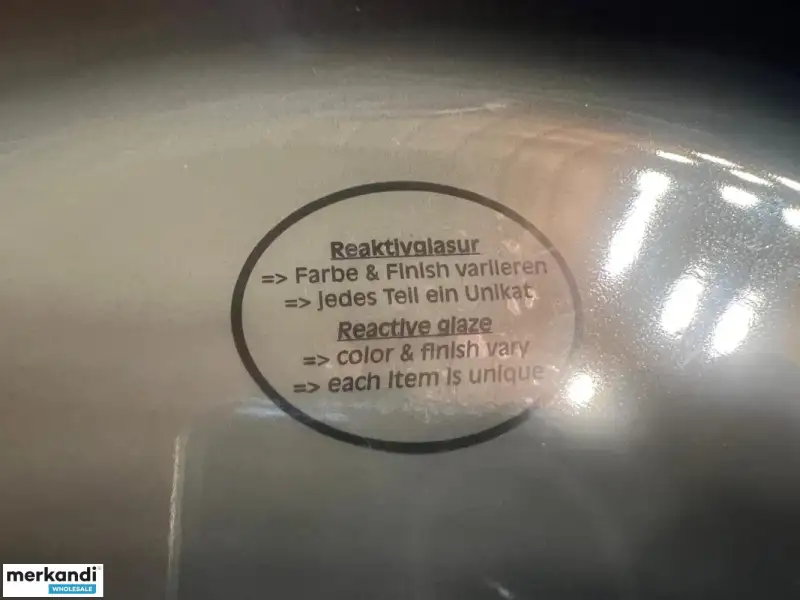 Reaktivglasur
=> Farbe & Finish variieren
=> jedes Teil ein Unikat
Reactive glaze
=> color & finish vary
=> each item is unique
merkandi
WHOLESALE